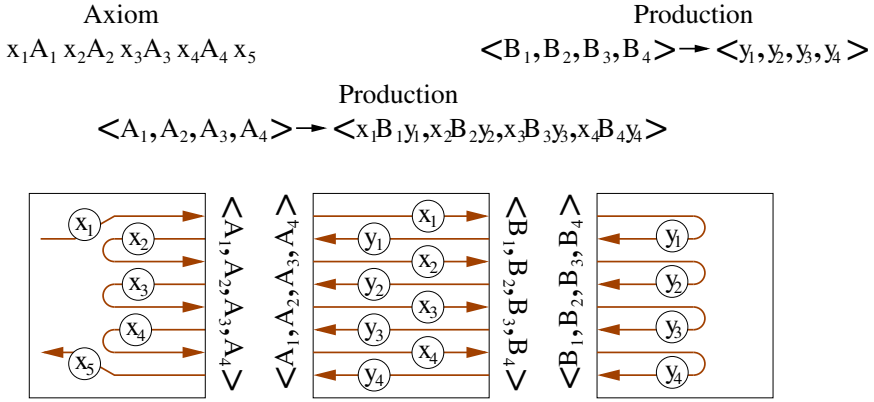 Axiom
x₁A₁ x₂A₂ x₃A₃ x₄A₄ x₅
Production
<B₁,B₂,B₃,B₄>→<y₁,y₂,y₃,y₄>
Production
<A₁,A₂,A₃,A₄>→<x₁B₁y₁,x₂B₂y₂,x₃B₃y₃,x₄B₄y₄>
x₁
x₂
x₃
x₄
x₅
<A₁,A₂,A₃,A₄>
<A₁,A₂,A₃,A₄>
x₁
y₁
x₂
y₂
x₃
y₃
x₄
y₄
<B₁,B₂,B₃,B₄>
<B₁,B₂,B₃,B₄>
y₁
y₂
y₃
y₄